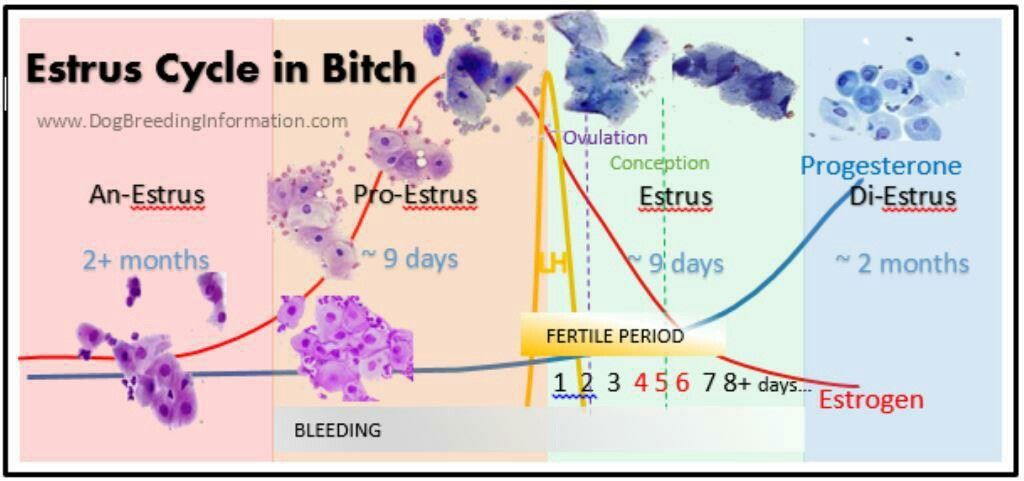 Estrus Cycle in Bitch
www.DogBreedingInformation.com
Ovulation
Conception
Progesterone
An-Estrus
Pro-Estrus
Estrus
Di-Estrus
2+ months
~ 9 days
LH
~ 9 days
~ 2 months
FERTILE PERIOD
1 2 3 4 5 6 7 8+ days...
Estrogen
BLEEDING